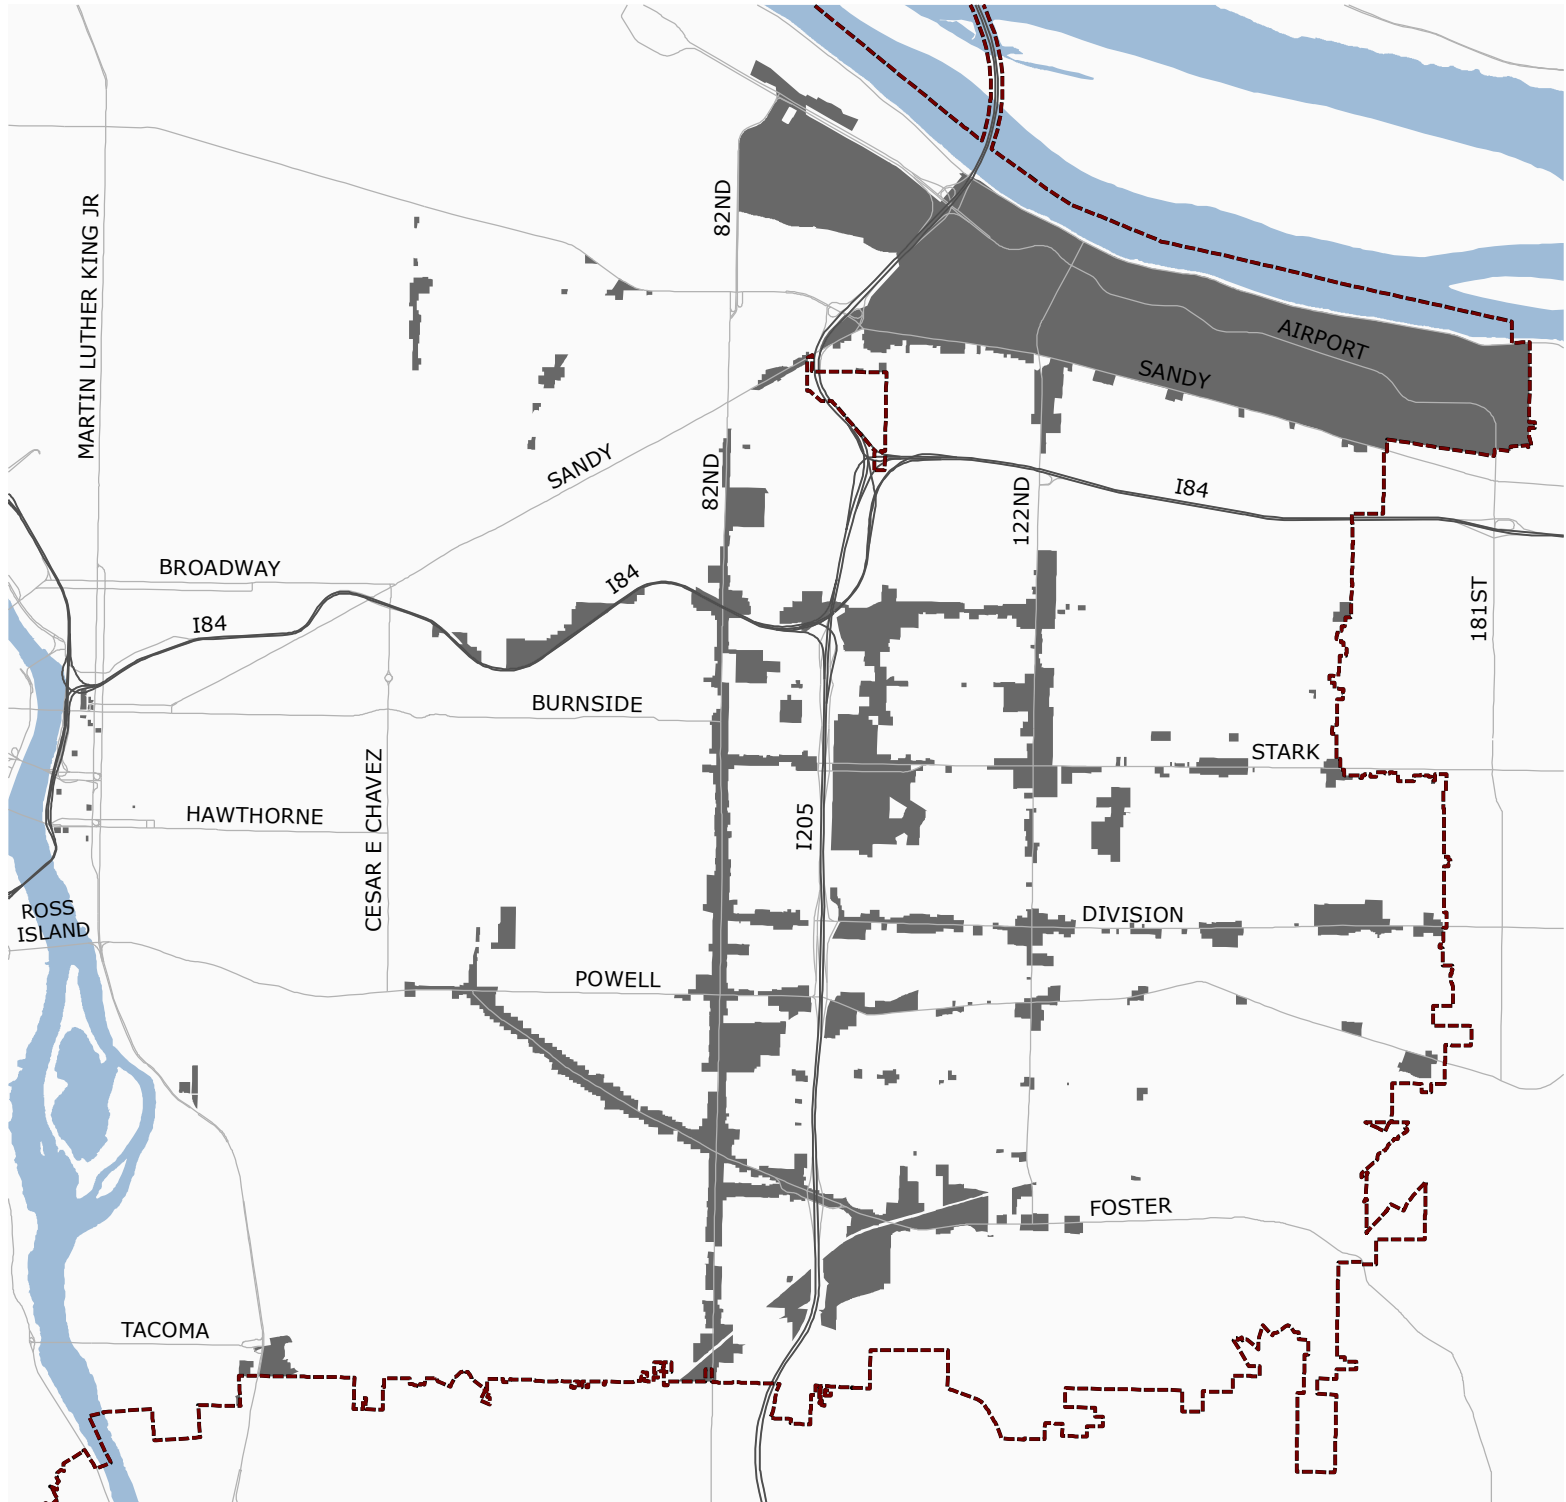 82ND
MARTIN LUTHER KING JR
AIRPORT
SANDY
SANDY
82ND
122ND
I84
BROADWAY
I84
I84
181ST
BURNSIDE
STARK
CESAR E CHAVEZ
HAWTHORNE
I205
ROSS
ISLAND
DIVISION
POWELL
FOSTER
TACOMA